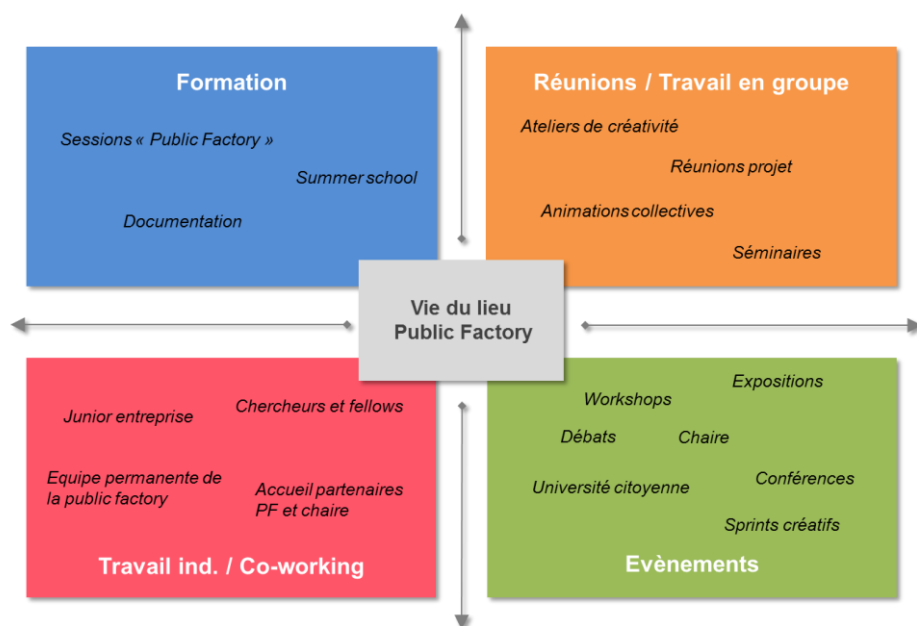 Formation
Sessions « Public Factory »
Summer school
Documentation
Réunions / Travail en groupe
Ateliers de créativité
Réunions projet
Animations collectives
Séminaires
Vie du lieu
Public Factory
Junior entreprise
Chercheurs et fellows
Equipe permanente de
la public factory
Accueil partenaires
PF et chaire
Travail ind. / Co-working
Expositions
Workshops
Débats
Chaire
Conférences
Université citoyenne
Sprints créatifs
Evènements